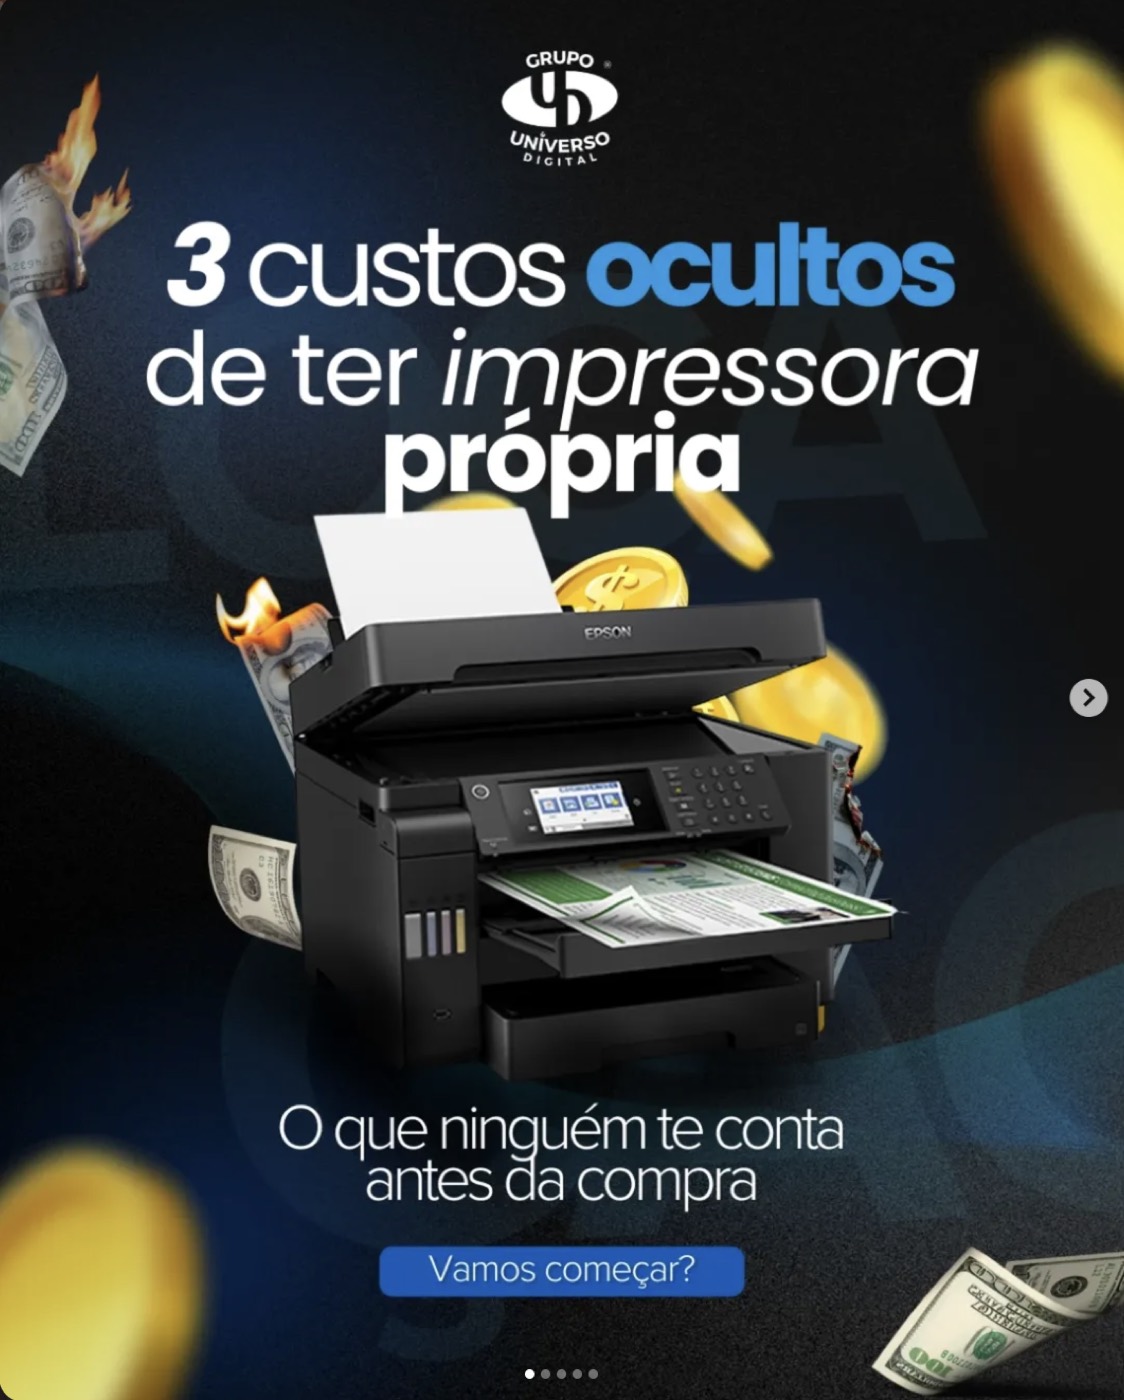 GRUPO
UNIVERSO
DIGITAL
3 custos ocultos
de ter impressora
própria
EPSON
O que ninguém te conta
antes da compra
Vamos começar?